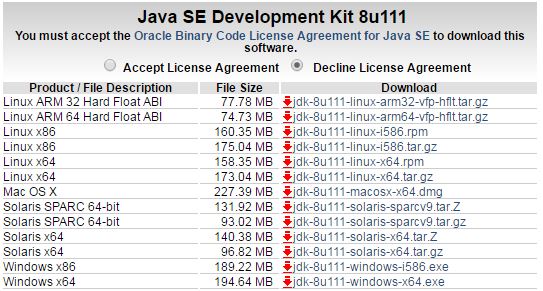 Java SE Development Kit 8u111
You must accept the Oracle Binary Code License Agreement for Java SE to download this
software.
Accept License Agreement Decline License Agreement
Product / File Description File Size Download
Linux ARM 32 Hard Float ABI 77.78 MB jdk-8u111-linux-arm32-vfp-hflt.tar.gz
Linux ARM 64 Hard Float ABI 74.73 MB jdk-8u111-linux-arm64-vfp-hflt.tar.gz
Linux x86 160.35 MB jdk-8u111-linux-i586.rpm
Linux x86 175.04 MB jdk-8u111-linux-i586.tar.gz
Linux x64 158.35 MB jdk-8u111-linux-x64.rpm
Linux x64 173.04 MB jdk-8u111-linux-x64.tar.gz
Mac OS X 227.39 MB jdk-8u111-macosx-x64.dmg
Solaris SPARC 64-bit 131.92 MB jdk-8u111-solaris-sparcv9.tar.Z
Solaris SPARC 64-bit 93.02 MB jdk-8u111-solaris-sparcv9.tar.gz
Solaris x64 140.38 MB jdk-8u111-solaris-x64.tar.Z
Solaris x64 96.82 MB jdk-8u111-solaris-x64.tar.gz
Windows x86 189.22 MB jdk-8u111-windows-i586.exe
Windows x64 194.64 MB jdk-8u111-windows-x64.exe